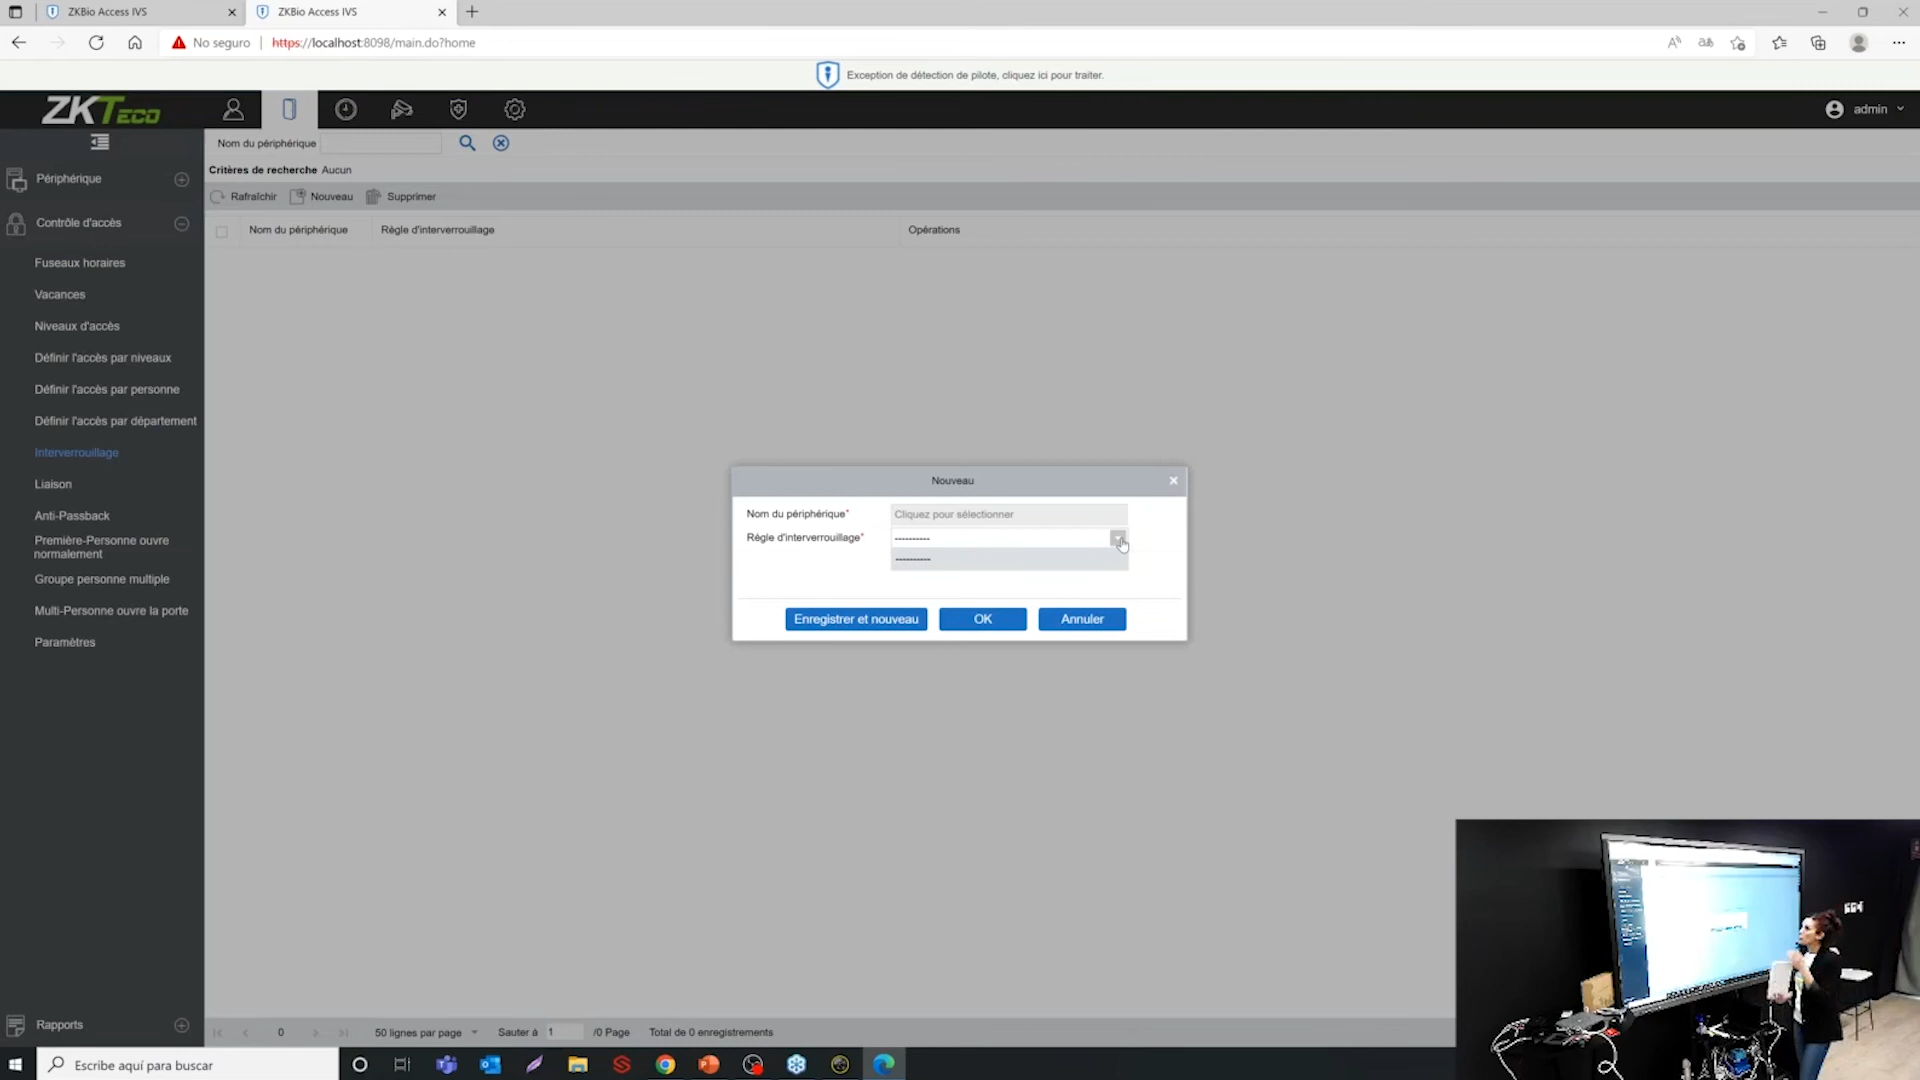 ZKBio Access IVS
ZKBio Access IVS
No seguro
https://localhost:8098/main.do?home
Exception de détection de pilote, cliquez ici pour traiter.
ZKTeco
admin
Nom du périphérique
Critères de recherche Aucun
Rafraîchir
Nouveau
Supprimer
Nom du périphérique
Règle d'interverrouillage
Opérations
Périphérique
Contrôle d'accès
Fuseaux horaires
Vacances
Niveaux d'accès
Définir l'accès par niveaux
Définir l'accès par personne
Définir l'accès par département
Interverrouillage
Liaison
Anti-Passback
Première-Personne ouvre
normalement
Groupe personne multiple
Multi-Personne ouvre la porte
Paramètres
Rapports
Nouveau
Nom du périphérique*
Cliquez pour sélectionner
Règle d'interverrouillage*
----------
----------
Enregistrer et nouveau
OK
Annuler
0
50 lignes par page
Sauter à 1 /0 Page
Total de 0 enregistrements
Escribe aquí para buscar